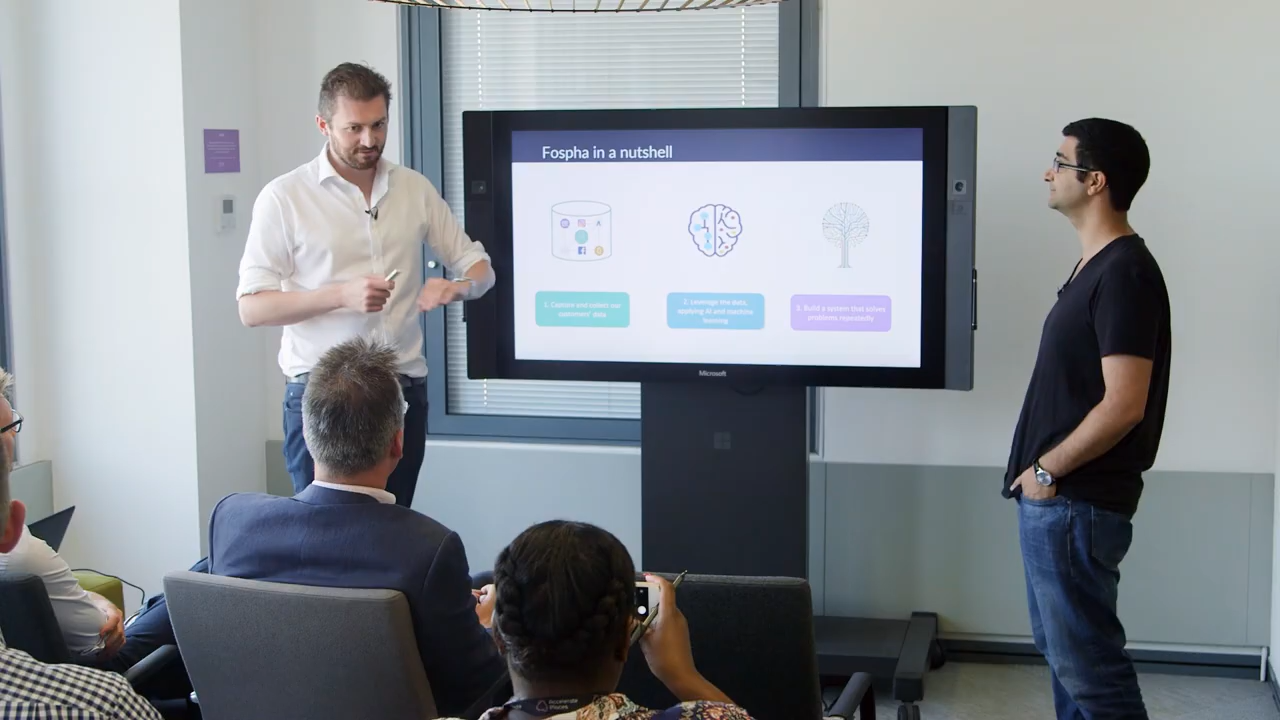 Fospha in a nutshell
1. Capture and collect our
customers' data
2. Leverage the data,
applying AI and machine
learning
3. Build a system that solves
problems repeatedly
Microsoft
Accelerate